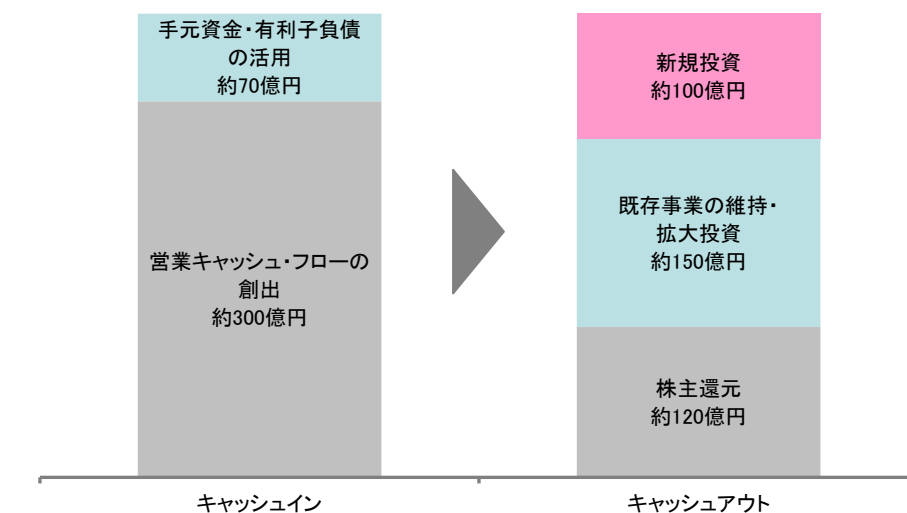 手元資金・有利子負債
の活用
約70億円
営業キャッシュ・フローの
創出
約300億円
新規投資
約100億円
既存事業の維持・
拡大投資
約150億円
株主還元
約120億円
キャッシュイン
キャッシュアウト